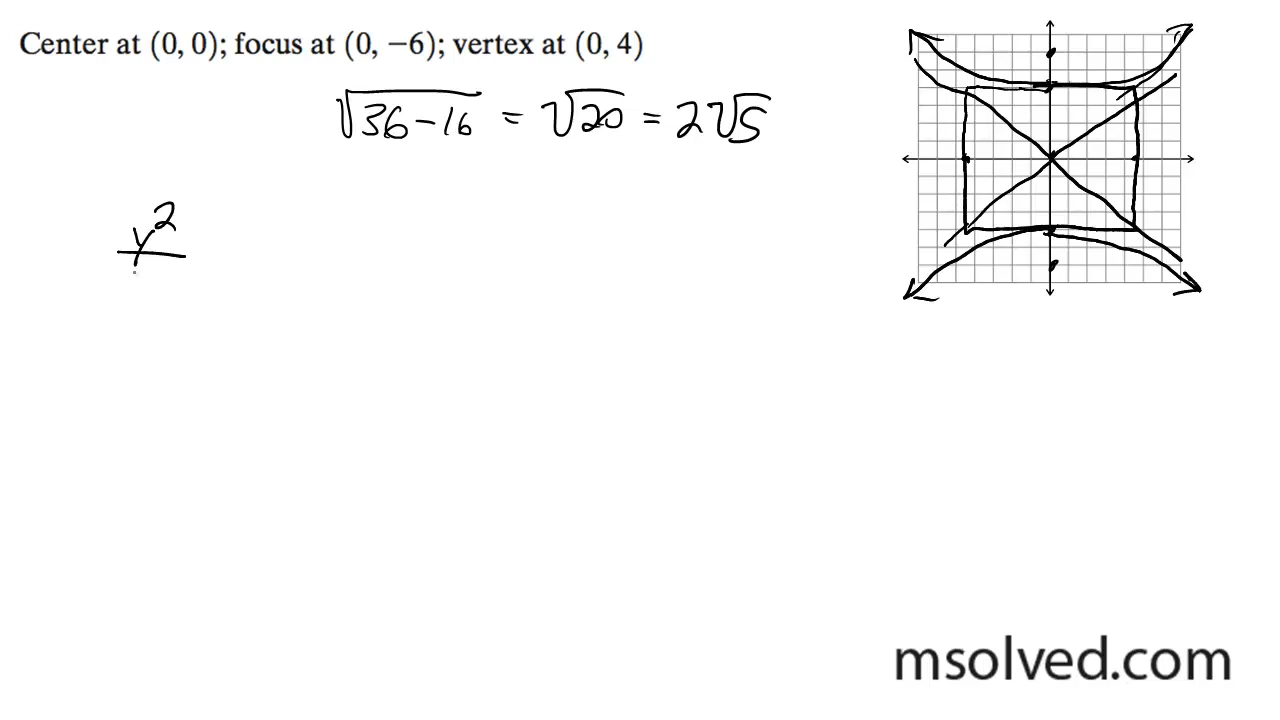 Center at (0, 0); focus at (0, −6); vertex at (0, 4)
√36−16 = √20 = 2√5
y²
msolved.com